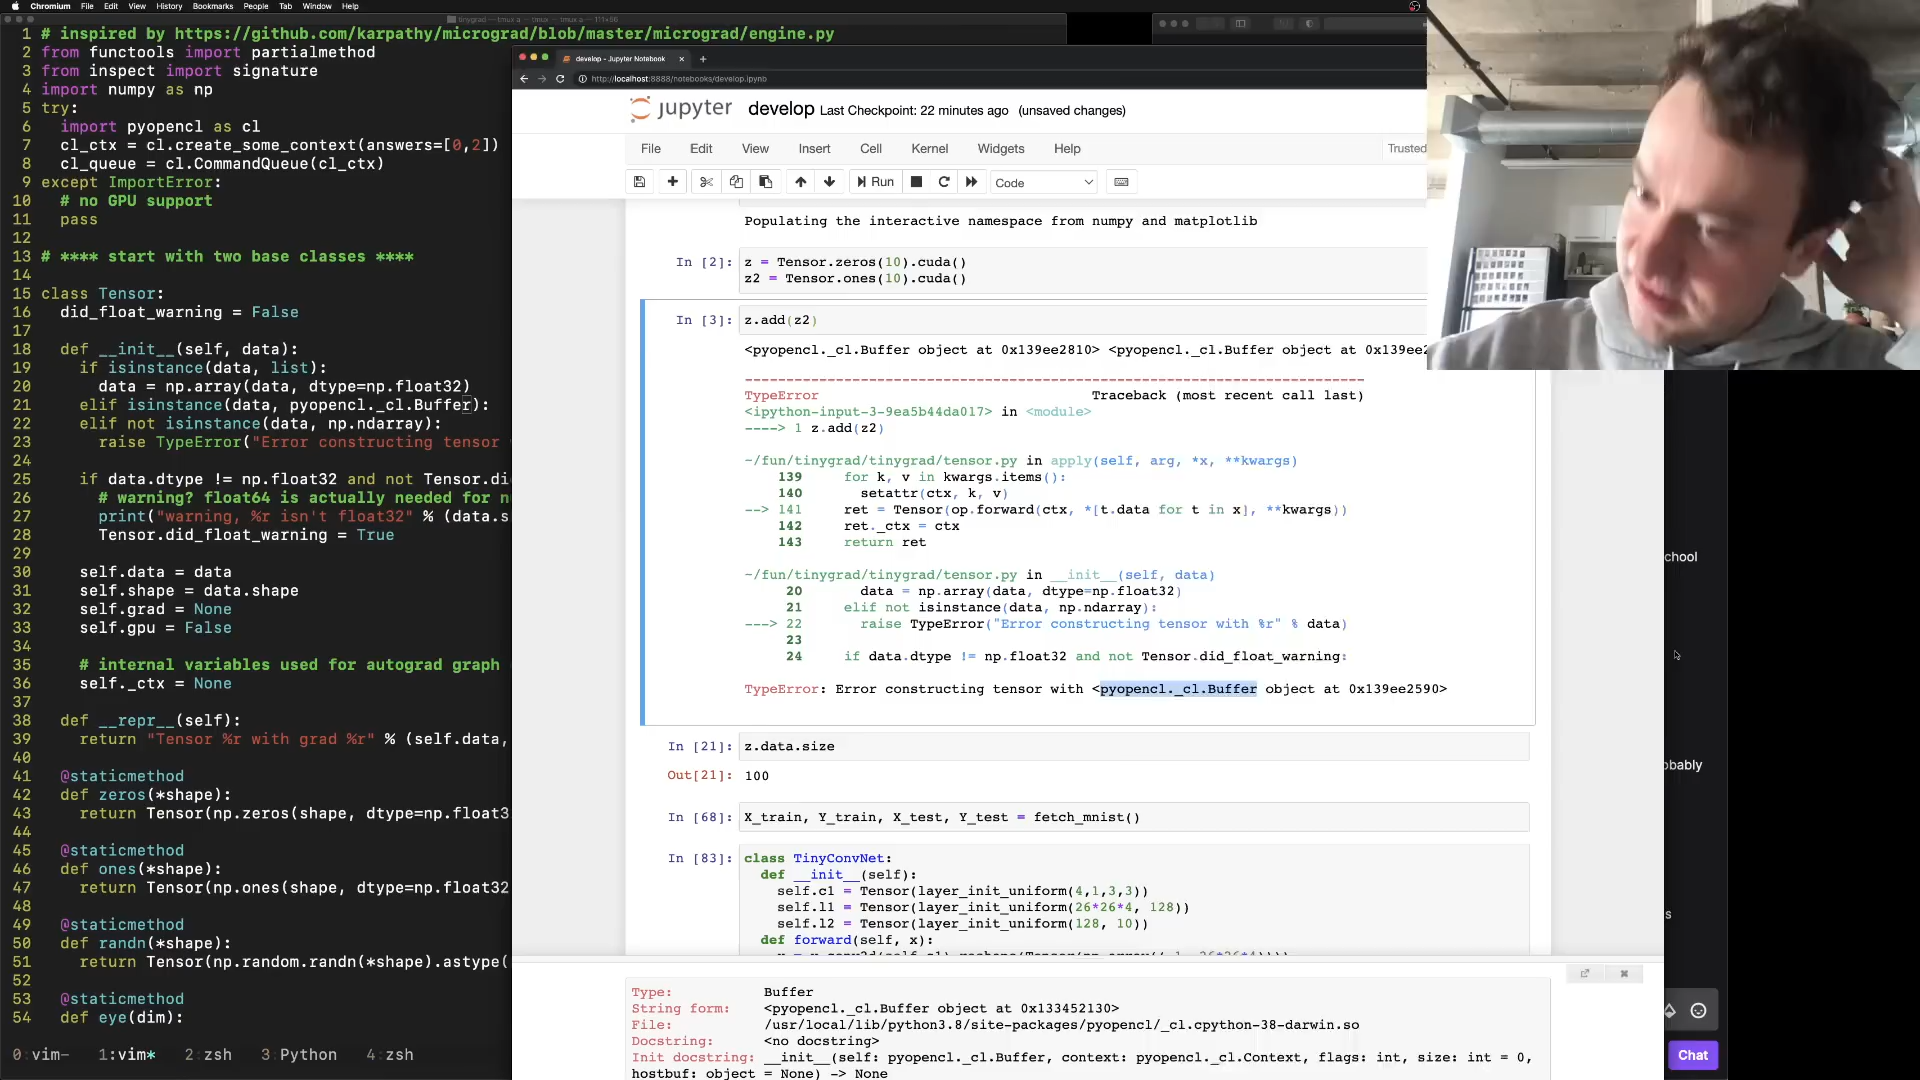 Chromium File Edit View History Bookmarks People Tab Window Help
tinygrad — tmux a — tmux — tmux a — 111×56
1 # inspired by https://github.com/karpathy/micrograd/blob/master/micrograd/engine.py
2 from functools import partialmethod
3 from inspect import signature
4 import numpy as np
5 try:
6 import pyopencl as cl
7 cl_ctx = cl.create_some_context(answers=[0,2])
8 cl_queue = cl.CommandQueue(cl_ctx)
9 except ImportError:
10 # no GPU support
11 pass
12
13 # **** start with two base classes ****
14
15 class Tensor:
16 did_float_warning = False
17
18 def __init__(self, data):
19 if isinstance(data, list):
20 data = np.array(data, dtype=np.float32)
21 elif isinstance(data, pyopencl._cl.Buffer):
22 elif not isinstance(data, np.ndarray):
23 raise TypeError("Error constructing tensor
24
25 if data.dtype != np.float32 and not Tensor.di
26 # warning? float64 is actually needed for n
27 print("warning, %r isn't float32" % (data.s
28 Tensor.did_float_warning = True
29
30 self.data = data
31 self.shape = data.shape
32 self.grad = None
33 self.gpu = False
34
35 # internal variables used for autograd graph
36 self._ctx = None
37
38 def __repr__(self):
39 return "Tensor %r with grad %r" % (self.data,
40
41 @staticmethod
42 def zeros(*shape):
43 return Tensor(np.zeros(shape, dtype=np.float3
44
45 @staticmethod
46 def ones(*shape):
47 return Tensor(np.ones(shape, dtype=np.float32
48
49 @staticmethod
50 def randn(*shape):
51 return Tensor(np.random.randn(*shape).astype(
52
53 @staticmethod
54 def eye(dim):
0:vim- 1:vim* 2:zsh 3:Python 4:zsh
develop - Jupyter Notebook
http://localhost:8888/notebooks/develop.ipynb
jupyter develop Last Checkpoint: 22 minutes ago (unsaved changes)
File Edit View Insert Cell Kernel Widgets Help Trusted
Run Code
Populating the interactive namespace from numpy and matplotlib
In [2]: z = Tensor.zeros(10).cuda()
z2 = Tensor.ones(10).cuda()
In [3]: z.add(z2)
<pyopencl._cl.Buffer object at 0x139ee2810> <pyopencl._cl.Buffer object at 0x139ee2
---------------------------------------------------------------------------
TypeError Traceback (most recent call last)
<ipython-input-3-9ea5b44da017> in <module>
----> 1 z.add(z2)
~/fun/tinygrad/tinygrad/tensor.py in apply(self, arg, *x, **kwargs)
139 for k, v in kwargs.items():
140 setattr(ctx, k, v)
--> 141 ret = Tensor(op.forward(ctx, *[t.data for t in x], **kwargs))
142 ret._ctx = ctx
143 return ret
~/fun/tinygrad/tinygrad/tensor.py in __init__(self, data)
20 data = np.array(data, dtype=np.float32)
21 elif not isinstance(data, np.ndarray):
---> 22 raise TypeError("Error constructing tensor with %r" % data)
23
24 if data.dtype != np.float32 and not Tensor.did_float_warning:
TypeError: Error constructing tensor with <pyopencl._cl.Buffer object at 0x139ee2590>
In [21]: z.data.size
Out[21]: 100
In [68]: X_train, Y_train, X_test, Y_test = fetch_mnist()
In [83]: class TinyConvNet:
def __init__(self):
self.c1 = Tensor(layer_init_uniform(4,1,3,3))
self.l1 = Tensor(layer_init_uniform(26*26*4, 128))
self.l2 = Tensor(layer_init_uniform(128, 10))
def forward(self, x):
Type: Buffer
String form: <pyopencl._cl.Buffer object at 0x133452130>
File: /usr/local/lib/python3.8/site-packages/pyopencl/_cl.cpython-38-darwin.so
Docstring: <no docstring>
Init docstring: __init__(self: pyopencl._cl.Buffer, context: pyopencl._cl.Context, flags: int, size: int = 0,
hostbuf: object = None) -> None
chool
obably
s
Chat